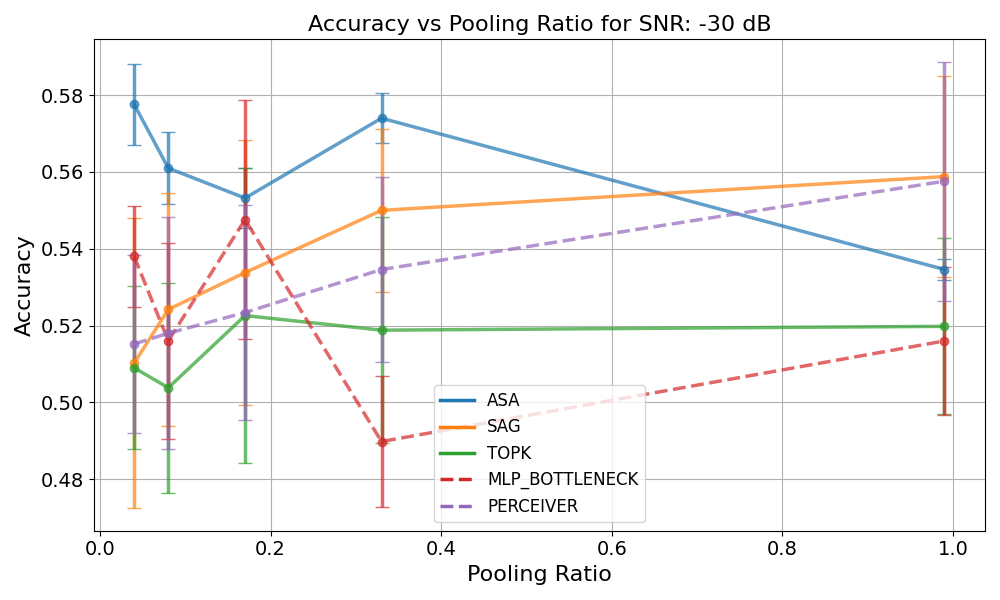 Accuracy vs Pooling Ratio for SNR: -30 dB
Accuracy
0.58
0.56
0.54
0.52
0.50
0.48
ASA
SAG
TOPK
MLP_BOTTLENECK
PERCEIVER
0.0 0.2 0.4 0.6 0.8 1.0
Pooling Ratio